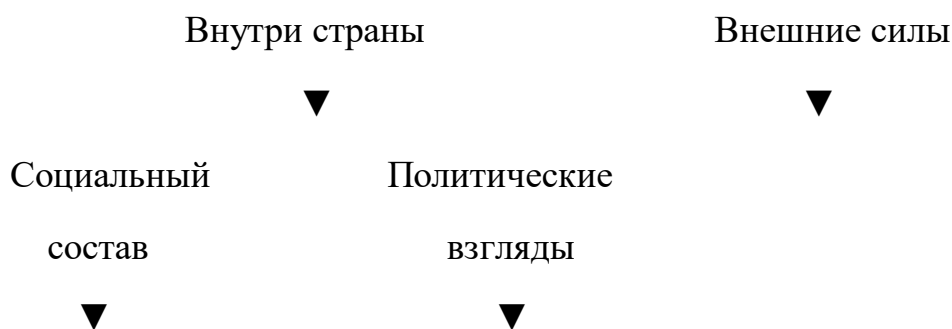 Внутри страны Внешние силы
Социальный Политические
состав взгляды